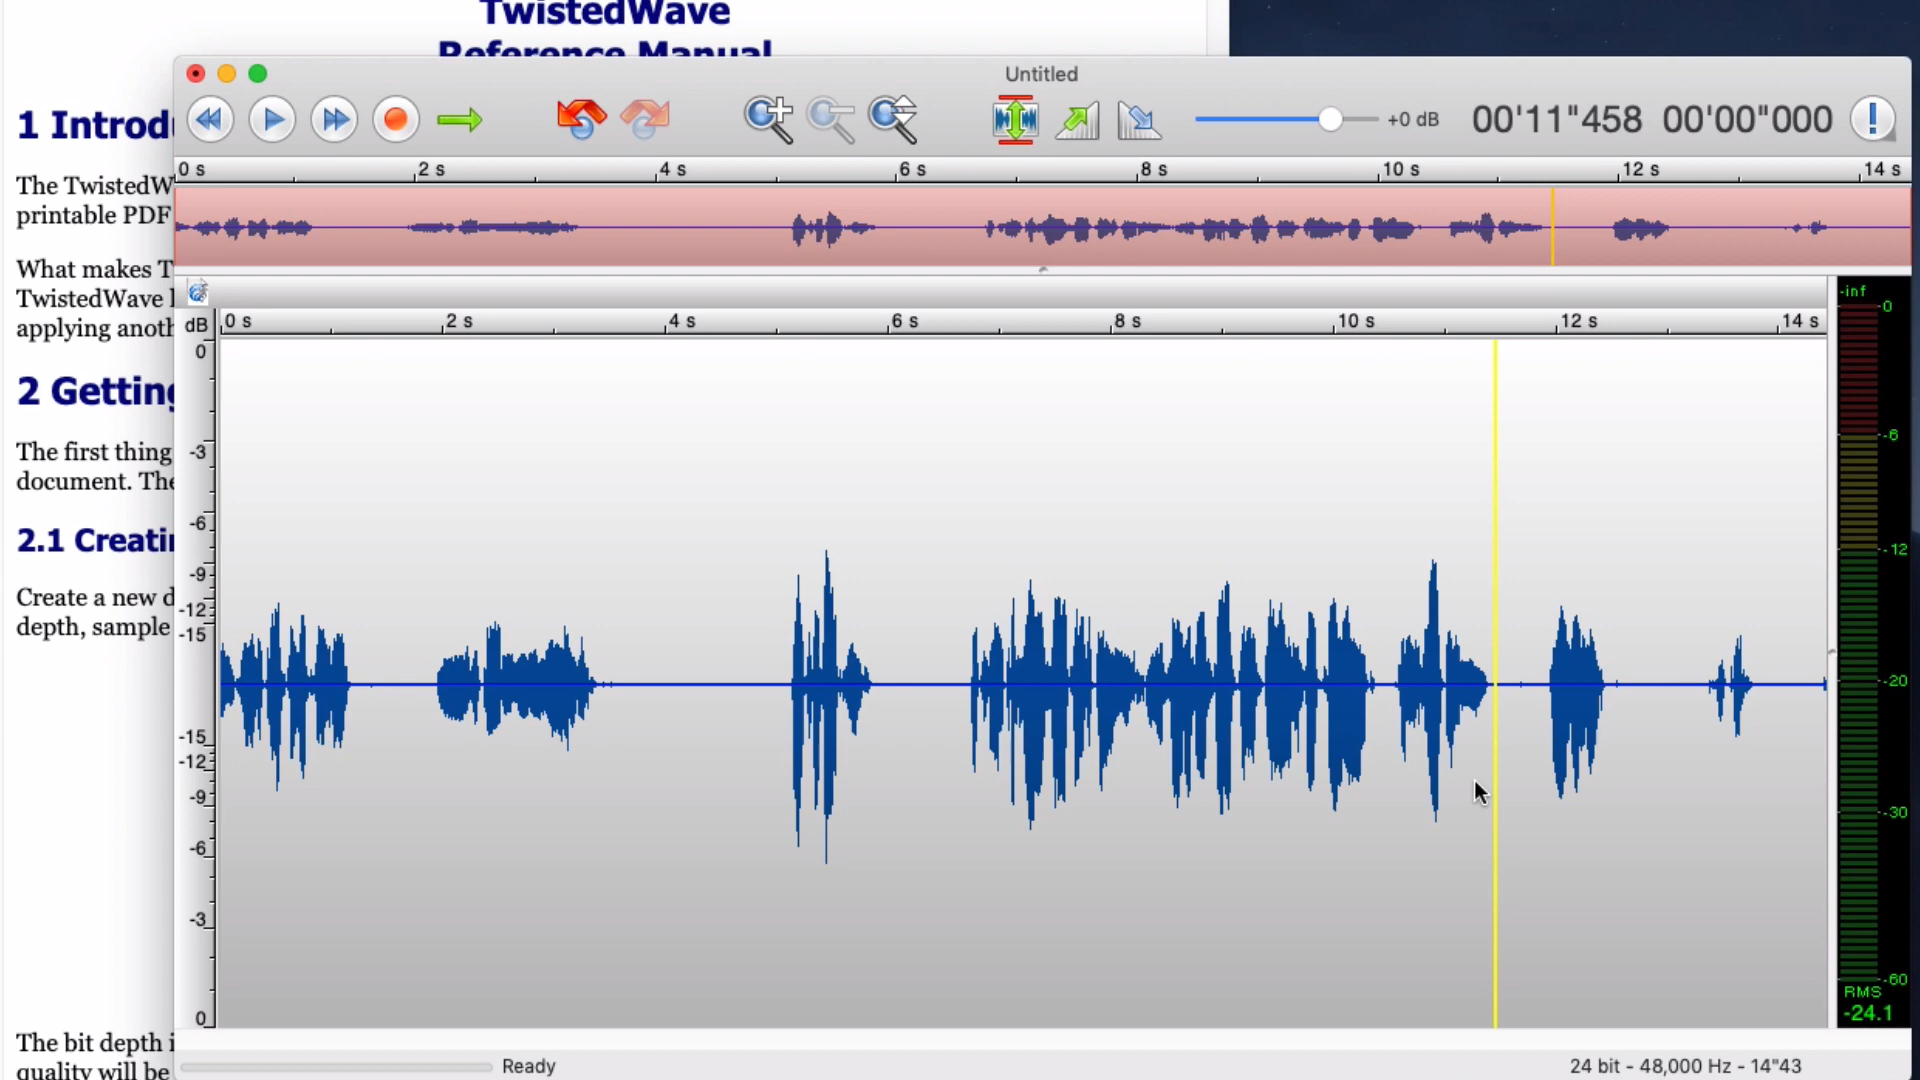 TwistedWave
Reference Manual
Untitled
1 Introdu
+0 dB
00'11"458
00'00"000
0 s 2 s 4 s 6 s 8 s 10 s 12 s 14 s
The TwistedW
printable PDF
What makes T
TwistedWave
applying anoth
-inf
dB
0 s 2 s 4 s 6 s 8 s 10 s 12 s 14 s
0
-3
-6
-9
-12
-15
-15
-12
-9
-6
-3
0
0
-6
-12
-20
-30
-60
RMS
-24.1
2 Getting
The first thing
document. The
2.1 Creatin
Create a new d
depth, sample
The bit depth i
quality will be
Ready
24 bit - 48,000 Hz - 14"43